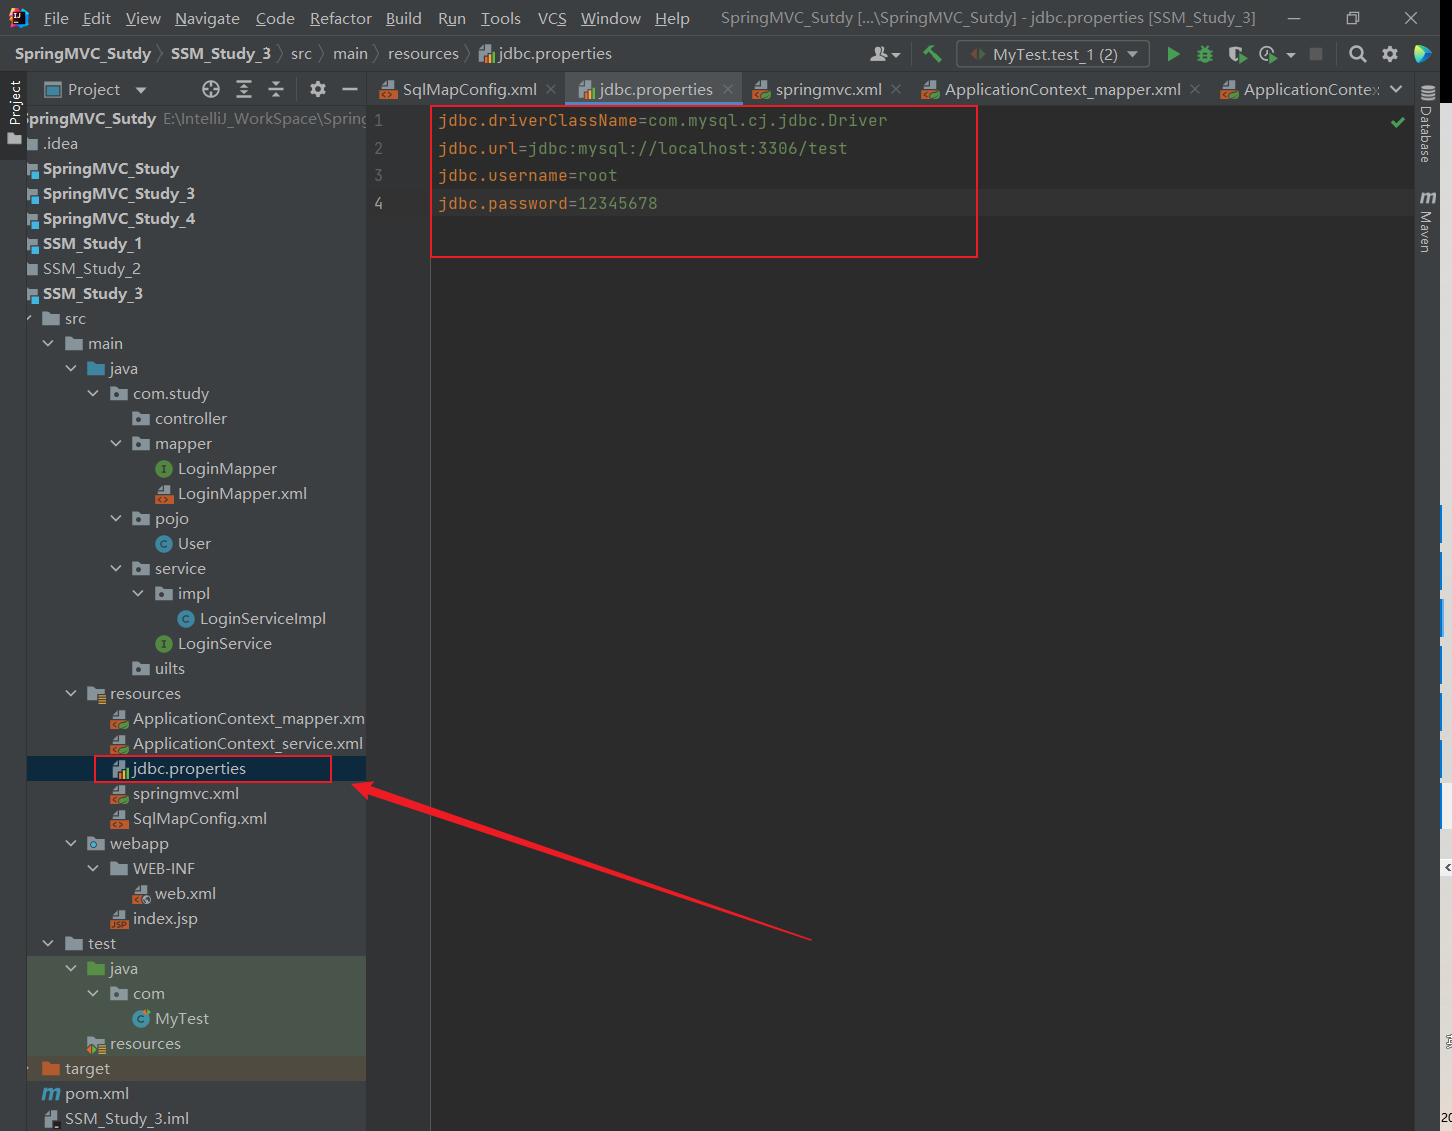 File Edit View Navigate Code Refactor Build Run Tools VCS Window Help SpringMVC_Sutdy [...\SpringMVC_Sutdy] - jdbc.properties [SSM_Study_3]
SpringMVC_Sutdy SSM_Study_3 src main resources jdbc.properties MyTest.test_1 (2)
Project
Project
SqlMapConfig.xml jdbc.properties springmvc.xml ApplicationContext_mapper.xml ApplicationContex
SpringMVC_Sutdy E:\IntelliJ_WorkSpace\Spring
.idea
SpringMVC_Study
SpringMVC_Study_3
SpringMVC_Study_4
SSM_Study_1
SSM_Study_2
SSM_Study_3
src
main
java
com.study
controller
mapper
LoginMapper
LoginMapper.xml
pojo
User
service
impl
LoginServiceImpl
LoginService
uilts
resources
ApplicationContext_mapper.xm
ApplicationContext_service.xml
jdbc.properties
springmvc.xml
SqlMapConfig.xml
webapp
WEB-INF
web.xml
index.jsp
test
java
com
MyTest
resources
target
pom.xml
SSM_Study_3.iml
1 jdbc.driverClassName=com.mysql.cj.jdbc.Driver
2 jdbc.url=jdbc:mysql://localhost:3306/test
3 jdbc.username=root
4 jdbc.password=12345678
Database
Maven